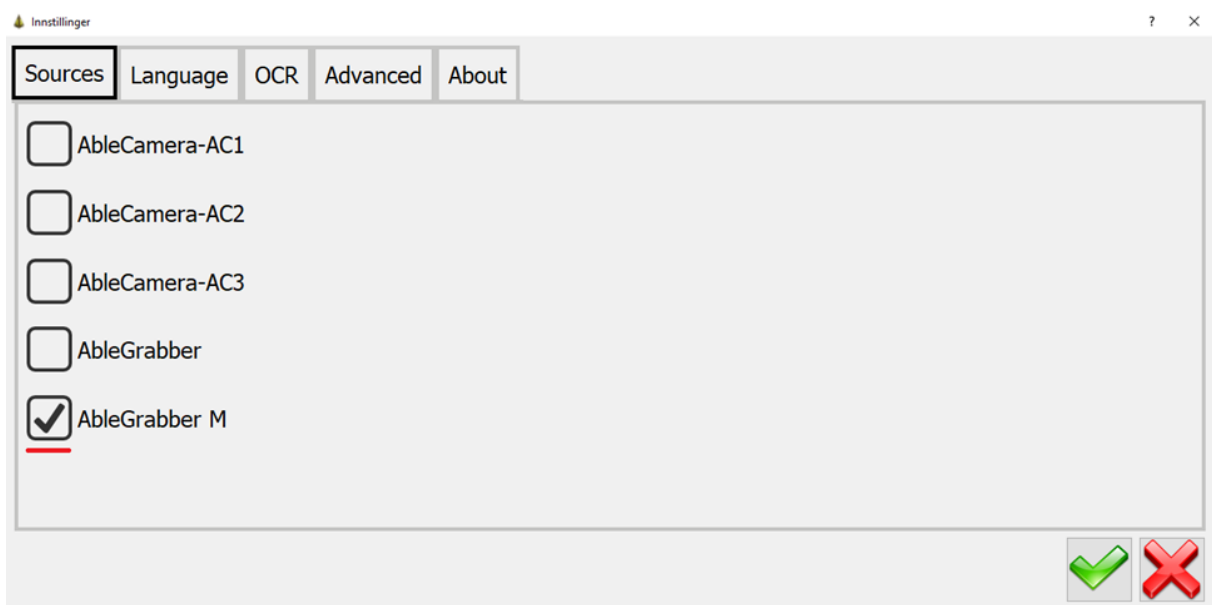 Innstillinger
?
Sources Language OCR Advanced About
AbleCamera-AC1
AbleCamera-AC2
AbleCamera-AC3
AbleGrabber
AbleGrabber M